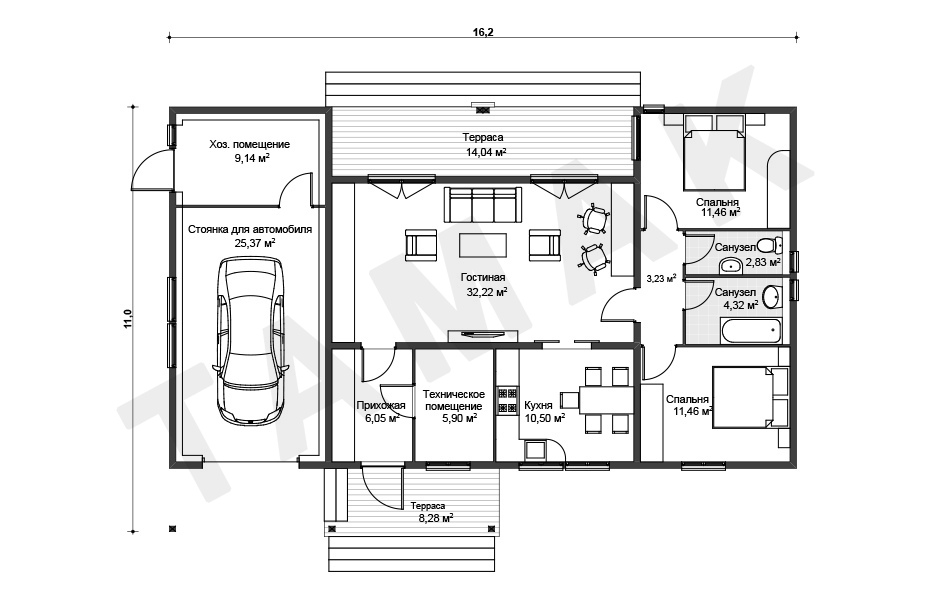 16,2
11,0
Терраса
14,04 м²
Хоз. помещение
9,14 м²
Спальня
11,46 м²
Стоянка для автомобиля
25,37 м²
Санузел
2,83 м²
Гостиная
32,22 м²
3,23 м²
Санузел
4,32 м²
Прихожая
6,05 м²
Техническое
помещение
5,90 м²
Кухня
10,50 м²
Спальня
11,46 м²
Терраса
8,28 м²
TAMAK